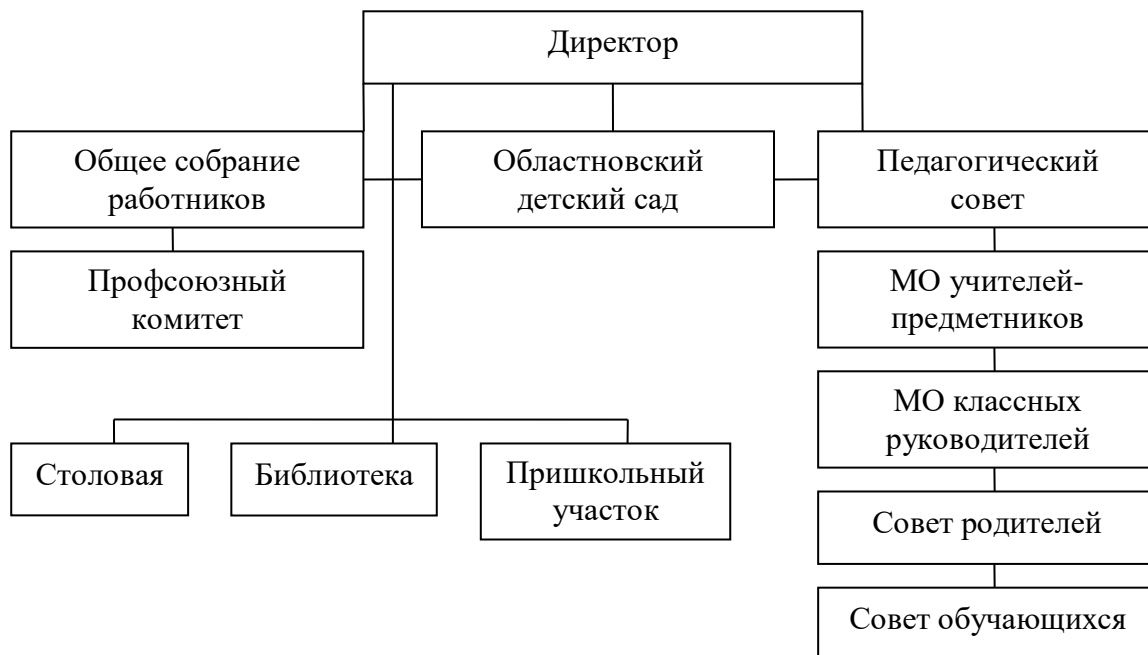 Директор
Общее собрание
работников
Областновский
детский сад
Педагогический
совет
Профсоюзный
комитет
МО учителей-
предметников
МО классных
руководителей
Столовая
Библиотека
Пришкольный
участок
Совет родителей
Совет обучающихся